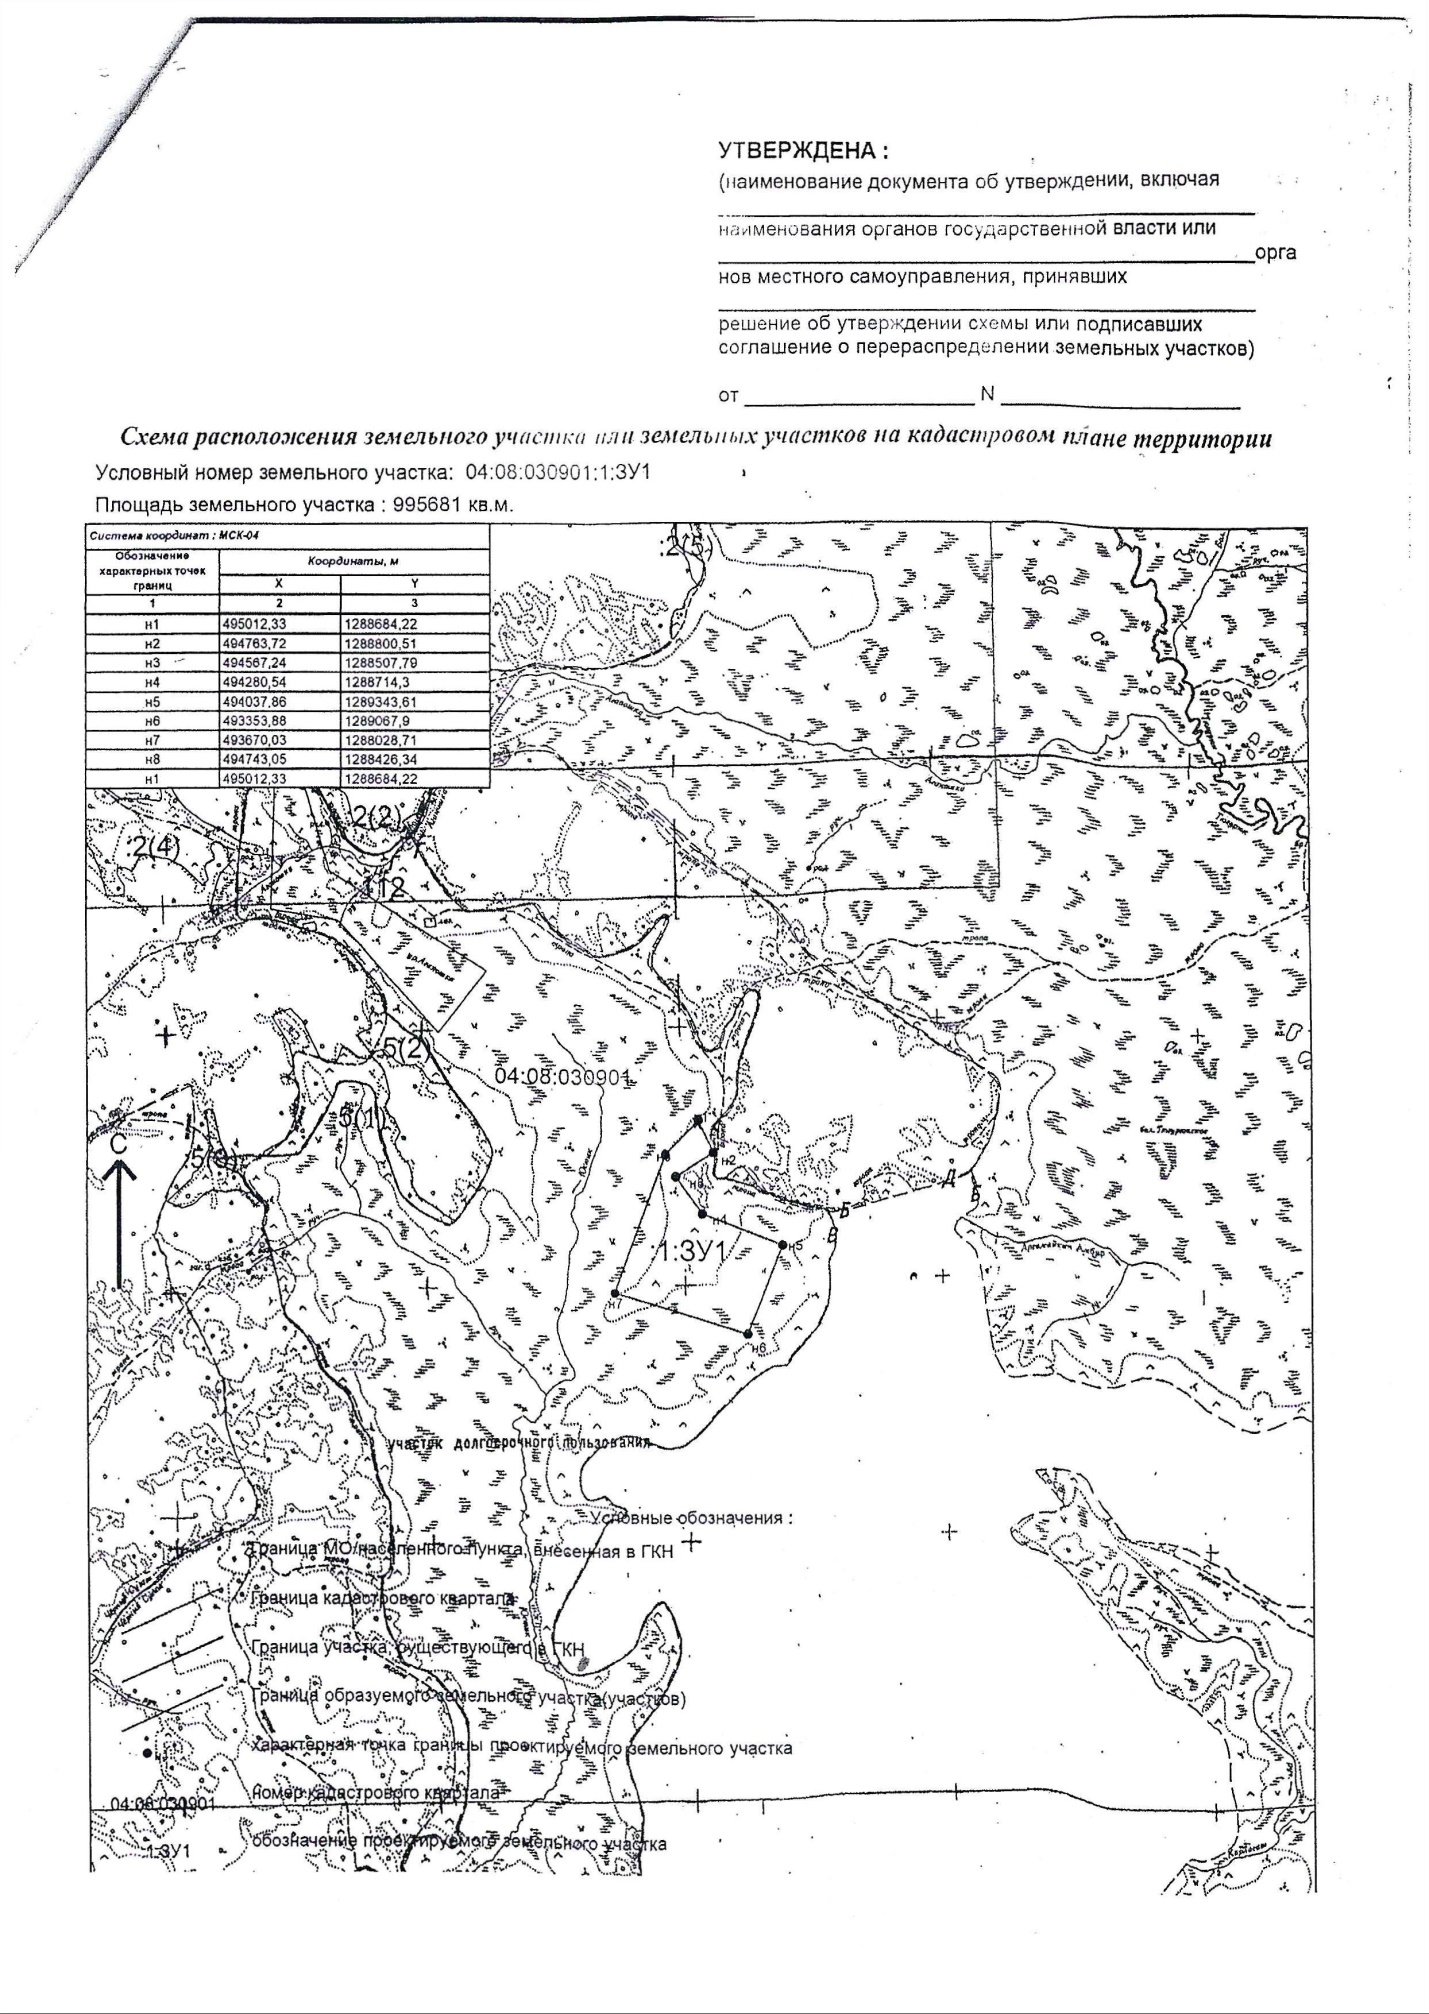 УТВЕРЖДЕНА :
(наименование документа об утверждении, включая
наименования органов государственной власти или
орга
нов местного самоуправления, принявших
решение об утверждении схемы или подписавших
соглашение о перераспределении земельных участков)
от N
Схема расположения земельного участка или земельных участков на кадастровом плане территории
Условный номер земельного участка: 04:08:030901:1:ЗУ1
Площадь земельного участка : 995681 кв.м.
Система координат : МСК-04
Обозначение характерных точек границ Координаты, м
X Y
1 2 3
н1 495012,33 1288684,22
н2 494763,72 1288800,51
н3 494567,24 1288507,79
н4 494280,54 1288714,3
н5 494037,86 1289343,61
н6 493353,88 1289067,9
н7 493670,03 1288028,71
н8 494743,05 1288426,34
н1 495012,33 1288684,22
:2(5)
2(2)
:2(4)
112
5(2)
04:08:030901
5(1)
С
н2
н4
н5
:1:ЗУ1
н7
н6
Д
Б
Б
В
тропа
участок долгосрочного пользования
Условные обозначения :
Граница МО/населенного пункта, внесенная в ГКН
Граница кадастрового квартала
Граница участка, существующего в ГКН
Граница образуемого земельного участка(участков)
Характерная точка границы проектируемого земельного участка
04:08:030901 номер кадастрового квартала
:1:ЗУ1 обозначение проектируемого земельного участка